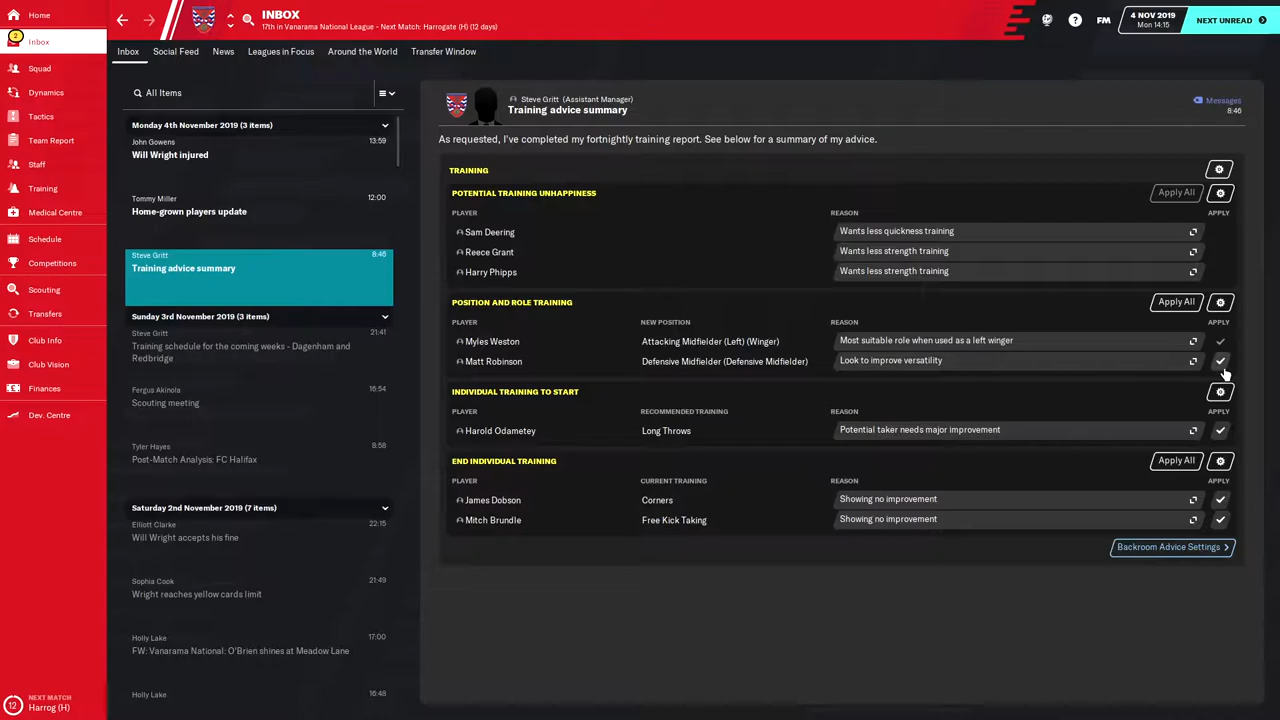 Home
INBOX
17th in Vanarama National League - Next Match: Harrogate (H) (12 days)
FM
4 NOV 2019
Mon 14:15
NEXT UNREAD
2
Inbox
Squad
Dynamics
Tactics
Team Report
Staff
Training
Medical Centre
Schedule
Competitions
Scouting
Transfers
Club Info
Club Vision
Finances
Dev. Centre
12
NEXT MATCH
Harrog (H)
Inbox Social Feed News Leagues in Focus Around the World Transfer Window
All Items
Monday 4th November 2019 (3 items)
John Gowens 13:59
Will Wright injured
Tommy Miller 12:00
Home-grown players update
Steve Gritt 8:46
Training advice summary
Sunday 3rd November 2019 (3 items)
Steve Gritt 21:41
Training schedule for the coming weeks - Dagenham and
Redbridge
Fergus Akinola 16:54
Scouting meeting
Tyler Hayes 8:58
Post-Match Analysis: FC Halifax
Saturday 2nd November 2019 (7 items)
Elliott Clarke 22:15
Will Wright accepts his fine
Sophia Cook 21:49
Wright reaches yellow cards limit
Holly Lake 17:00
FW: Vanarama National: O'Brien shines at Meadow Lane
Holly Lake 16:48
Steve Gritt (Assistant Manager)
Training advice summary
Messages
8:46
As requested, I've completed my fortnightly training report. See below for a summary of my advice.
TRAINING
POTENTIAL TRAINING UNHAPPINESS Apply All
PLAYER REASON APPLY
Sam Deering Wants less quickness training
Reece Grant Wants less strength training
Harry Phipps Wants less strength training
POSITION AND ROLE TRAINING Apply All
PLAYER NEW POSITION REASON APPLY
Myles Weston Attacking Midfielder (Left) (Winger) Most suitable role when used as a left winger
Matt Robinson Defensive Midfielder (Defensive Midfielder) Look to improve versatility
INDIVIDUAL TRAINING TO START
PLAYER RECOMMENDED TRAINING REASON APPLY
Harold Odametey Long Throws Potential taker needs major improvement
END INDIVIDUAL TRAINING Apply All
PLAYER CURRENT TRAINING REASON APPLY
James Dobson Corners Showing no improvement
Mitch Brundle Free Kick Taking Showing no improvement
Backroom Advice Settings